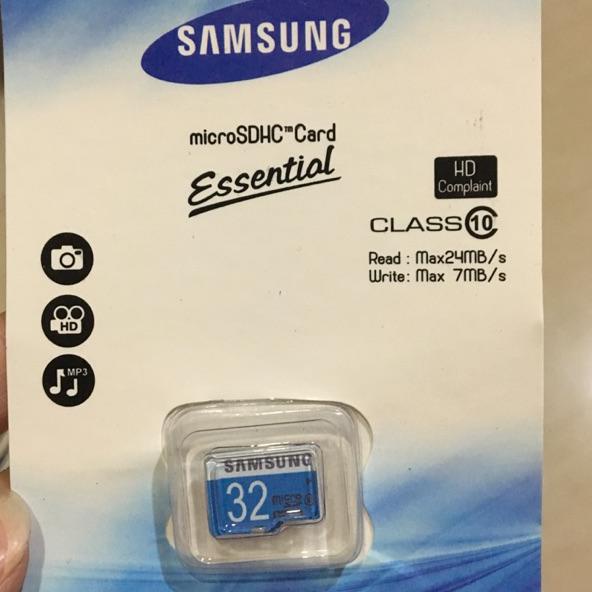 SAMSUNG
microSDHC™Card
Essential
HD
Complaint
CLASS 10
Read : Max24MB/s
Write: Max 7MB/s
HD
MP3
SAMSUNG
32 micro